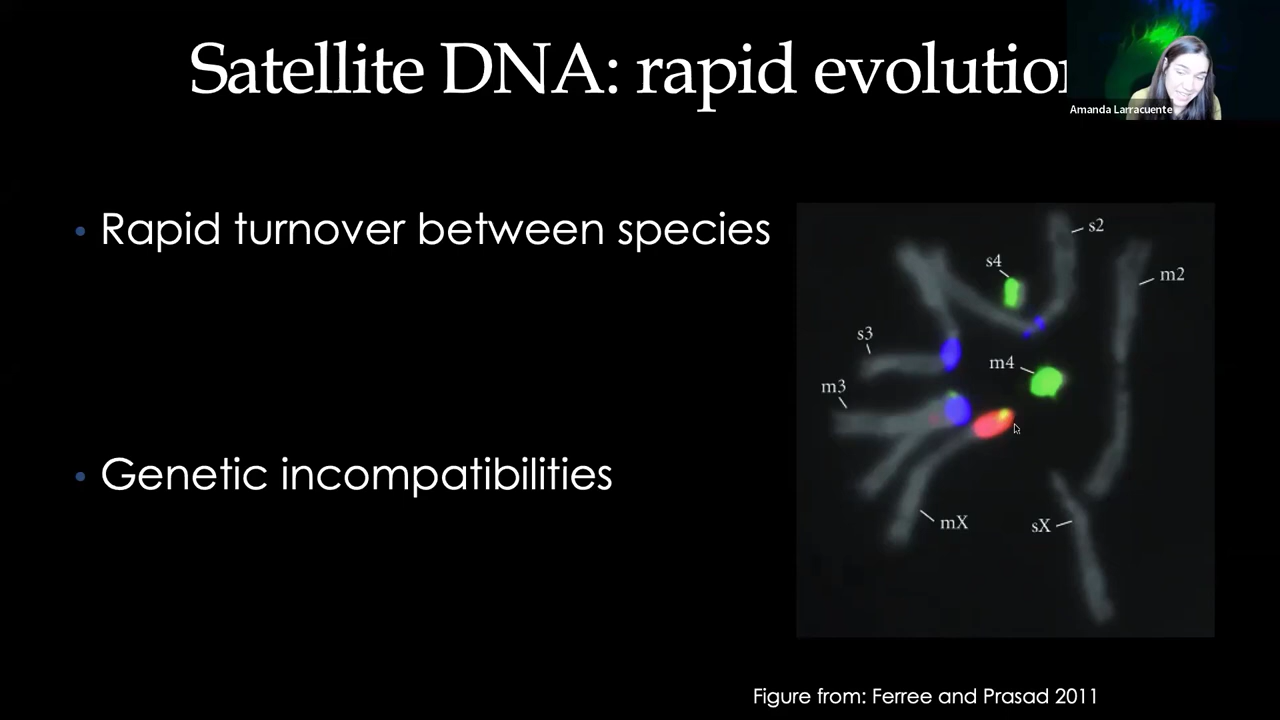 Satellite DNA: rapid evolution
Amanda Larracuente
• Rapid turnover between species
• Genetic incompatibilities
s2
s4
m2
s3
m4
m3
mX
sX
Figure from: Ferree and Prasad 2011